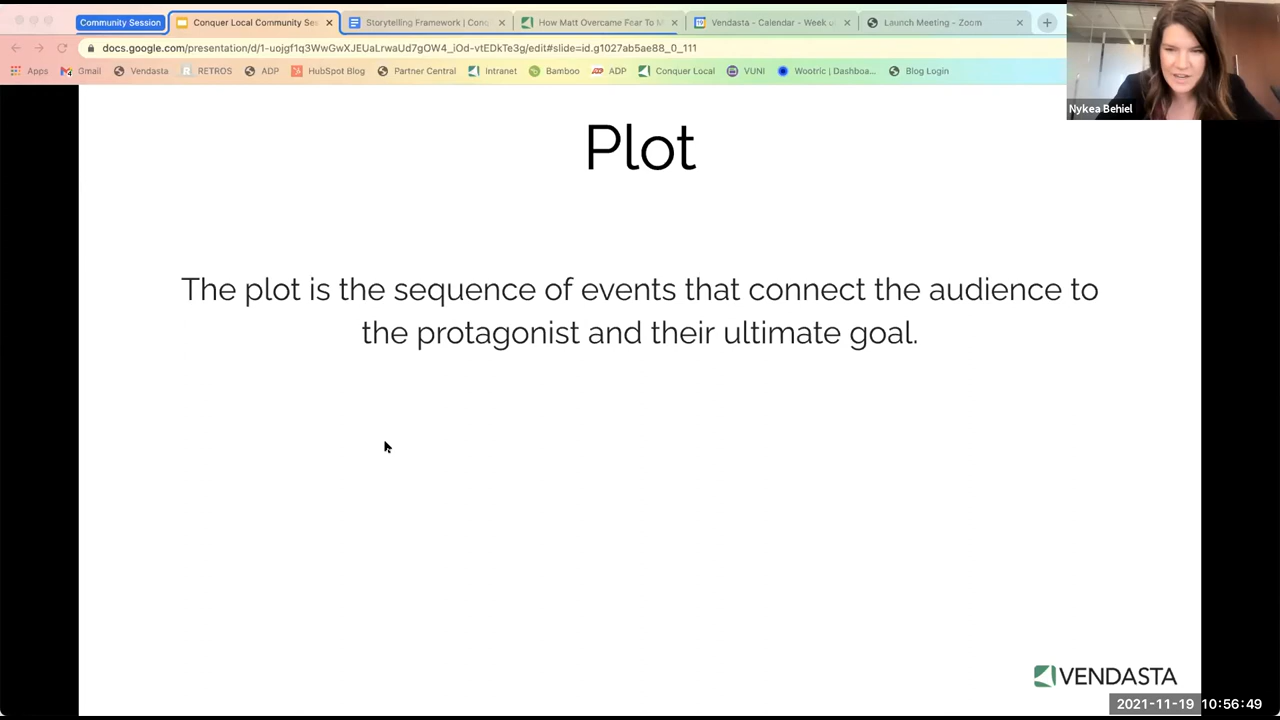 Community Session
Conquer Local Community Ses
Storytelling Framework | Conq
How Matt Overcame Fear To M
Vendasta - Calendar - Week o
Launch Meeting - Zoom
docs.google.com/presentation/d/1-uojgf1q3WwGwXJEUaLrwaUd7gOW4_iOd-vtEDkTe3g/edit#slide=id.g1027ab5ae88_0_111
Apps
Gmail
Vendasta
RETROS
ADP
HubSpot Blog
Partner Central
Intranet
Bamboo
ADP
Conquer Local
VUNI
Wootric | Dashboa...
Blog Login
Nykea Behiel
Plot
The plot is the sequence of events that connect the audience to
the protagonist and their ultimate goal.
VENDASTA
2021-11-19 10:56:49